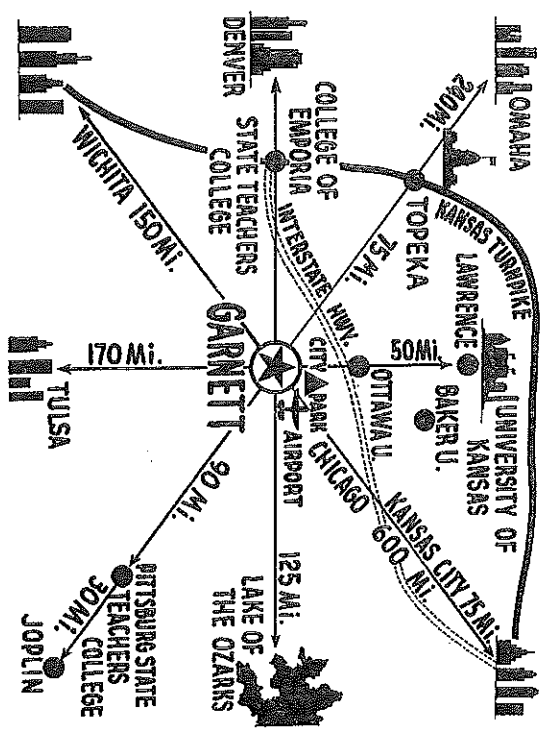 OMAHA
240 Mi.
KANSAS TURNPIKE
TOPEKA
75 Mi
LAWRENCE
UNIVERSITY OF
KANSAS
BAKER U.
50 Mi.
OTTAWA U.
KANSAS CITY 75 Mi.
CHICAGO 600 Mi.
DENVER
COLLEGE OF
EMPORIA
STATE TEACHERS
COLLEGE
INTERSTATE HWY.
CITY
PARK
AIRPORT
GARNETT
125 Mi.
LAKE OF
THE OZARKS
WICHITA 150 Mi.
170 Mi.
TULSA
90 Mi.
PITTSBURG STATE
TEACHERS
COLLEGE
30 Mi.
JOPLIN